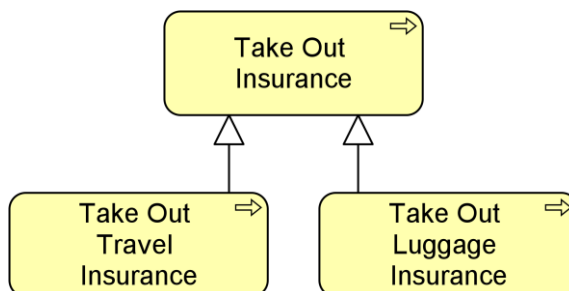 Take Out
Insurance
Take Out
Travel
Insurance
Take Out
Luggage
Insurance